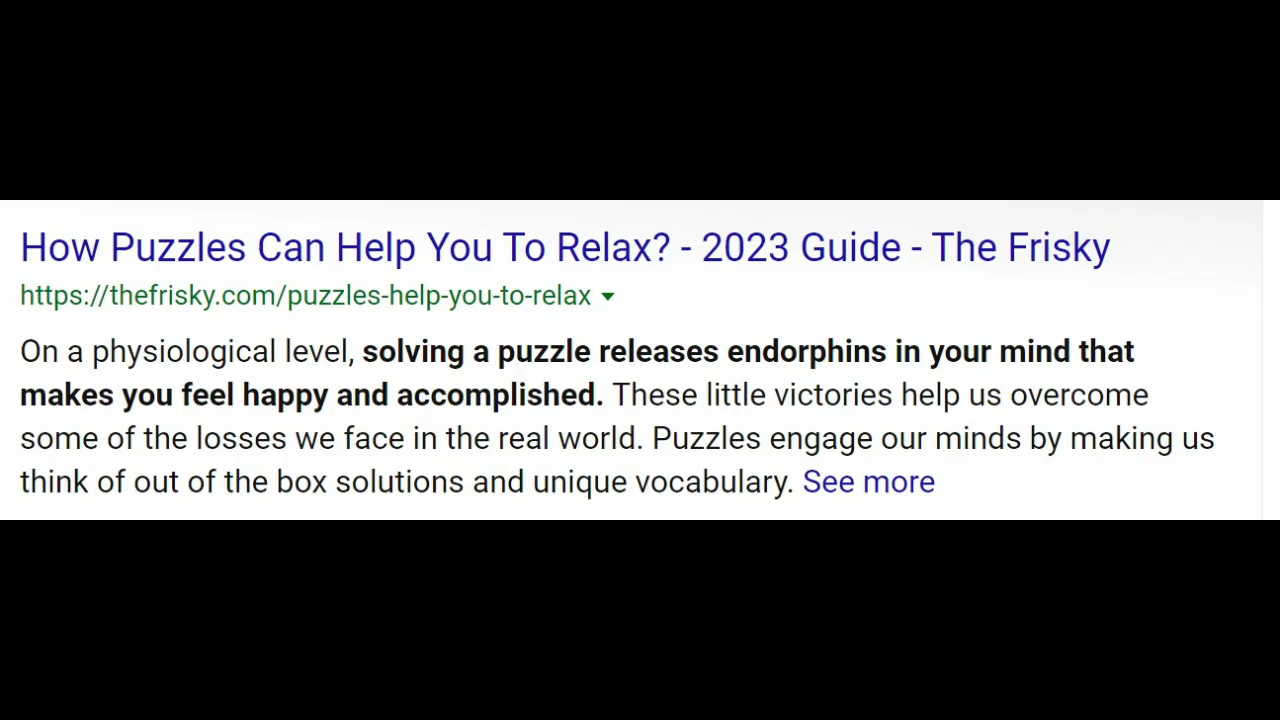 How Puzzles Can Help You To Relax? - 2023 Guide - The Frisky
https://thefrisky.com/puzzles-help-you-to-relax
On a physiological level, solving a puzzle releases endorphins in your mind that
makes you feel happy and accomplished. These little victories help us overcome
some of the losses we face in the real world. Puzzles engage our minds by making us
think of out of the box solutions and unique vocabulary. See more